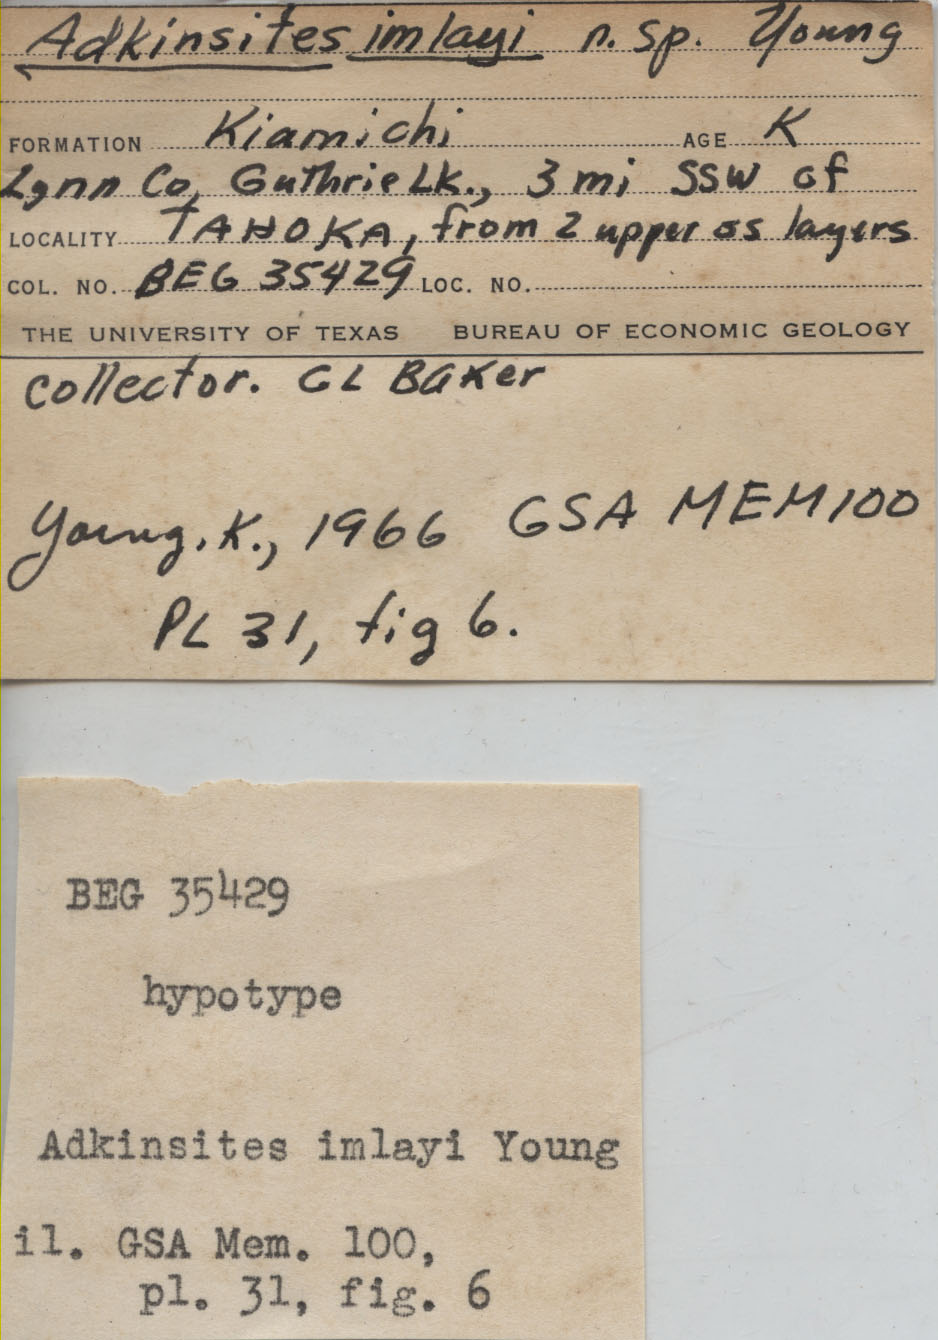 Adkinsites imlayi n. sp. Young
FORMATION Kiamichi AGE K
Lynn Co, Guthrie Lk., 3 mi SSW of
LOCALITY TAHOKA, from 2 upper ss layers
COL. NO. BEG 35429 LOC. NO.
THE UNIVERSITY OF TEXAS BUREAU OF ECONOMIC GEOLOGY
collector. CL Baker
Young, K., 1966 GSA MEM 100
PL 31, fig 6.
BEG 35429
hypotype
Adkinsites imlayi Young
il. GSA Mem. 100,
pl. 31, fig. 6